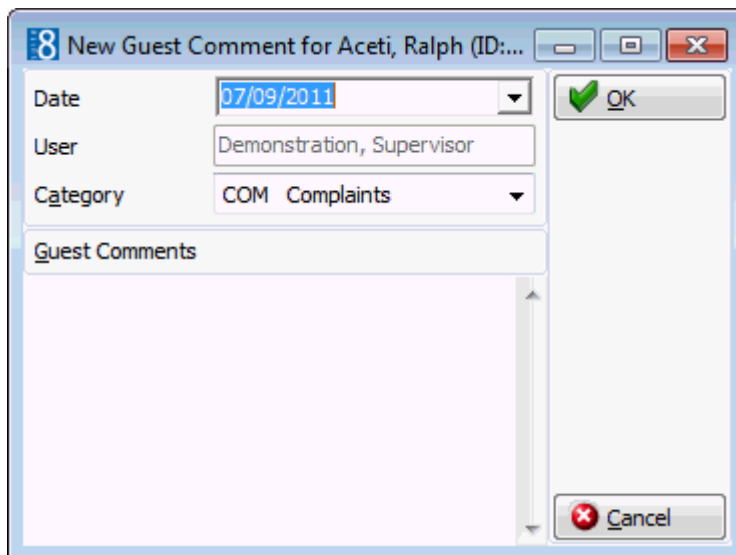 8 New Guest Comment for Aceti, Ralph (ID:...
Date 07/09/2011
OK
User Demonstration, Supervisor
Category COM Complaints
Guest Comments
Cancel